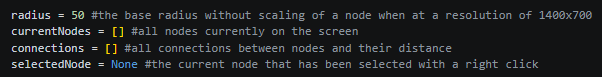 radius = 50 #the base radius without scaling of a node when at a resolution of 1400x700
currentNodes = [] #all nodes currently on the screen
connections = [] #all connections between nodes and their distance
selectedNode = None #the current node that has been selected with a right click